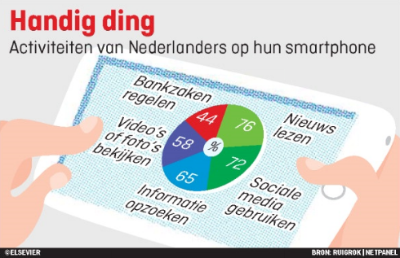 Handig ding
Activiteiten van Nederlanders op hun smartphone
Bankzaken
regelen
44
76
Nieuws
lezen
Video's
of foto's
bekijken
58
%
72
Sociale
media
gebruiken
65
Informatie
opzoeken
©ELSEVIER
BRON: RUIGROK | NETPANEL